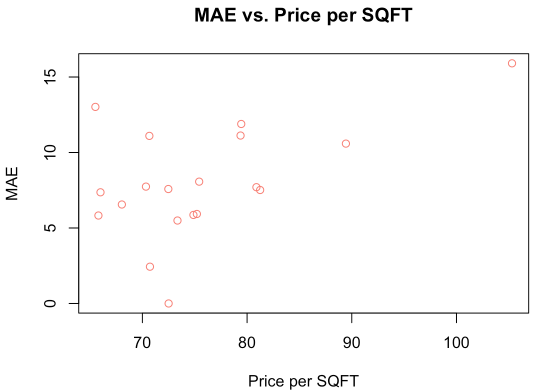 MAE vs. Price per SQFT
MAE
15
10
5
0
70 80 90 100
Price per SQFT